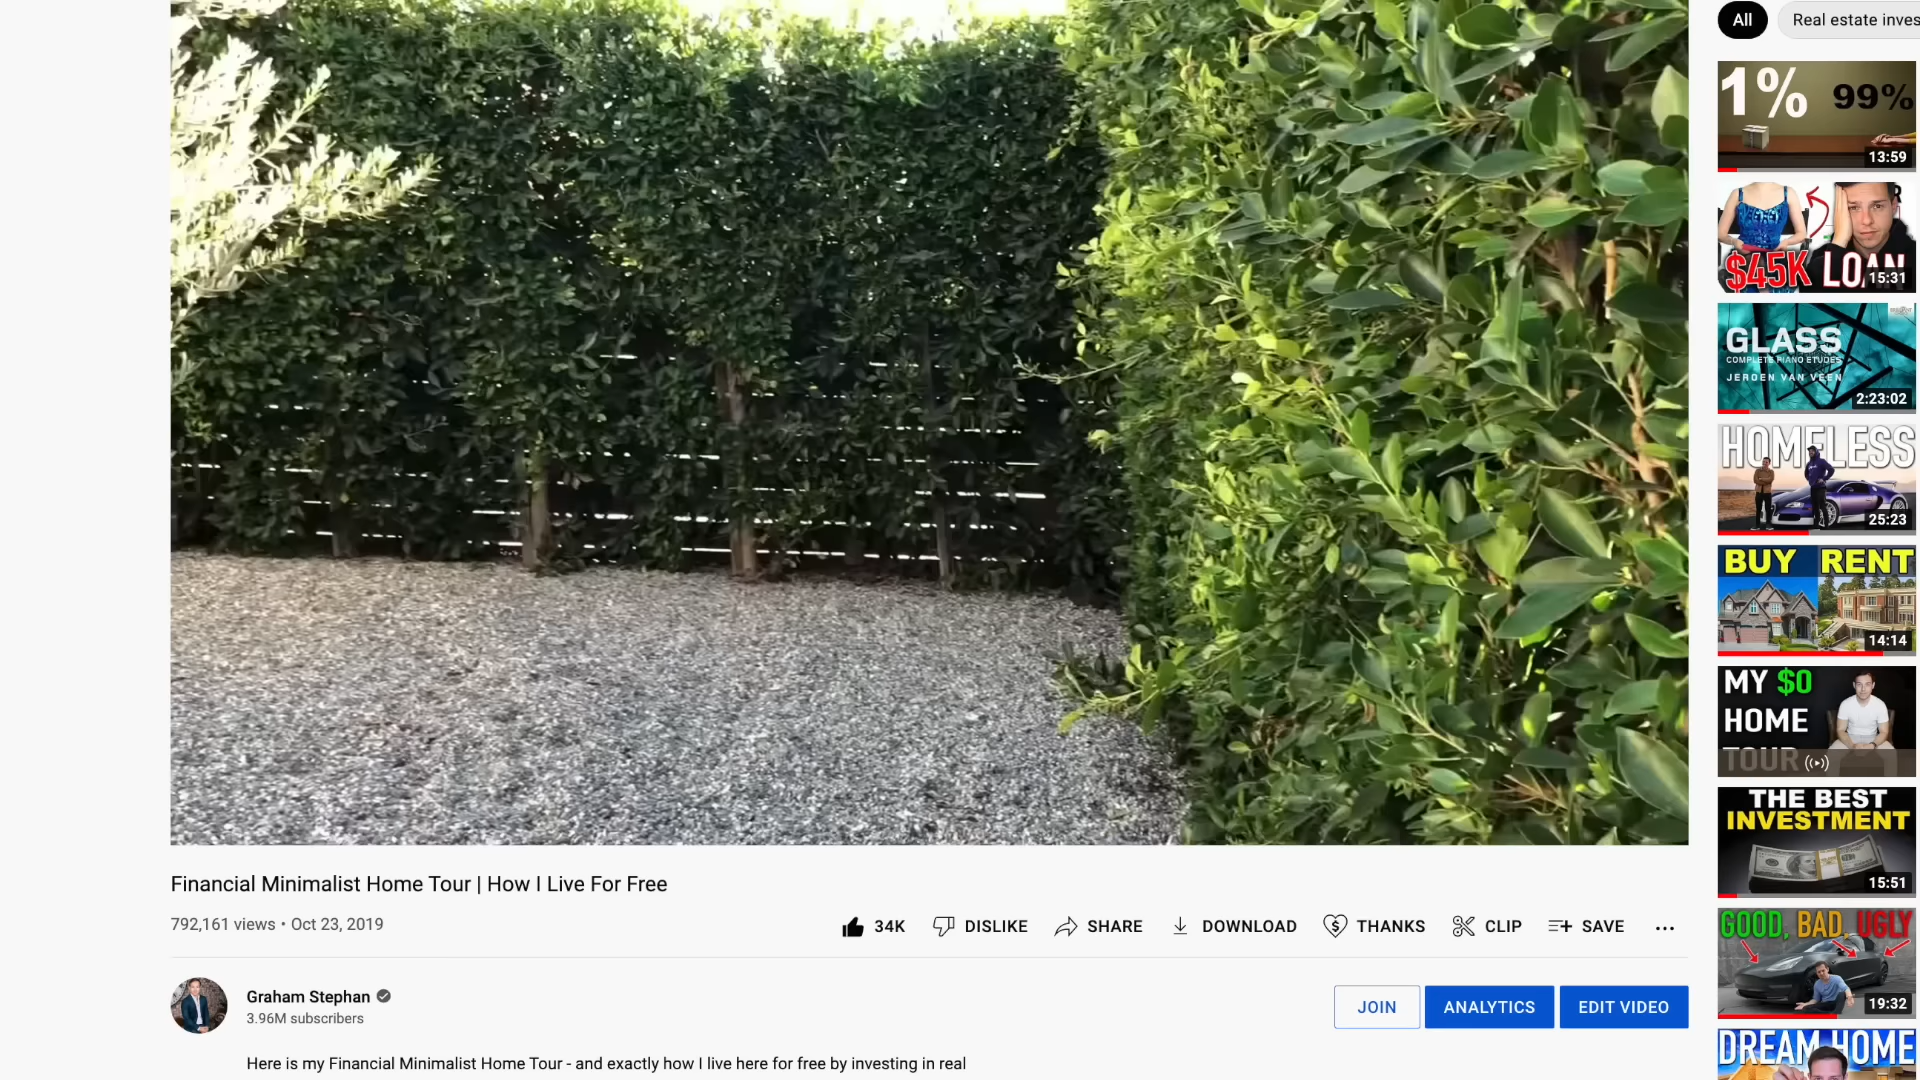 All
Real estate inves
1% 99%
13:59
$45K LOAN
15:31
GLASS
COMPLETE PIANO ETUDES
JEROEN VAN VEEN
2:23:02
HOMELESS
25:23
BUY RENT
14:14
MY $0
HOME
TOUR
THE BEST
INVESTMENT
15:51
GOOD, BAD, UGLY
19:32
DREAM HOME
Financial Minimalist Home Tour | How I Live For Free
792,161 views • Oct 23, 2019
34K DISLIKE SHARE DOWNLOAD THANKS CLIP SAVE ...
Graham Stephan
3.96M subscribers
JOIN ANALYTICS EDIT VIDEO
Here is my Financial Minimalist Home Tour - and exactly how I live here for free by investing in real